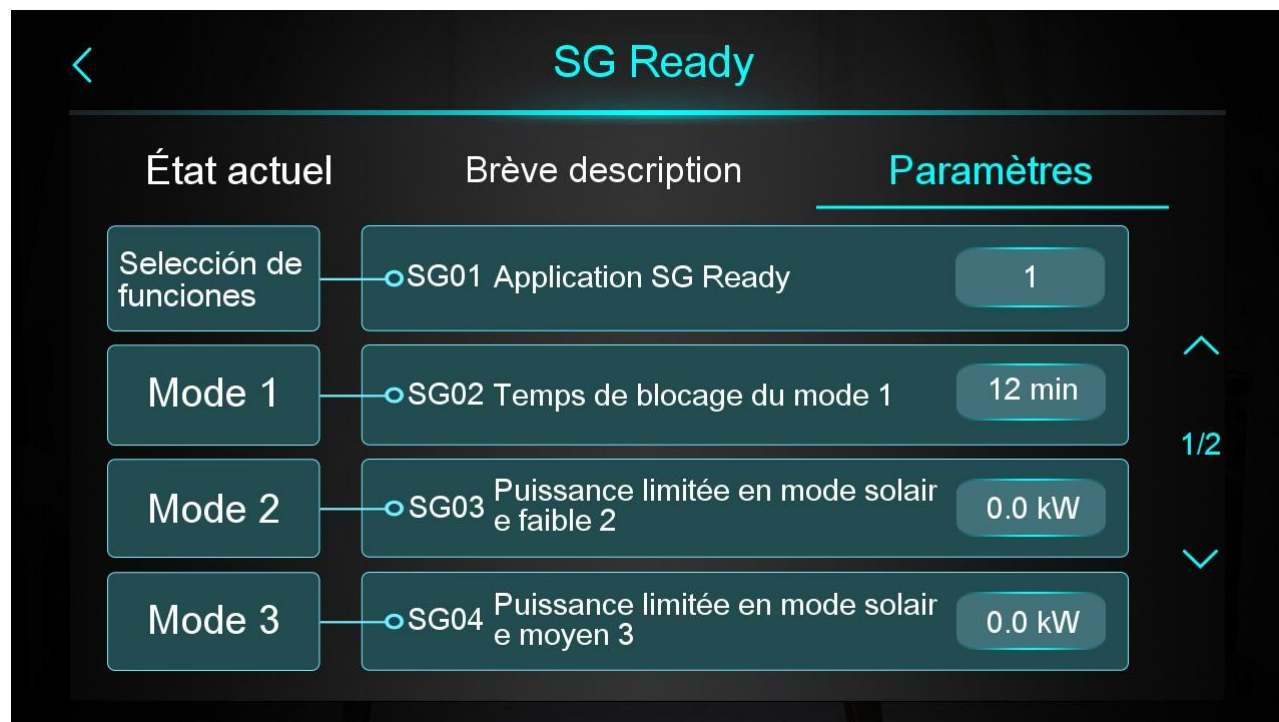 SG Ready
État actuel
Brève description
Paramètres
Selección de
funciones
SG01 Application SG Ready
1
Mode 1
SG02 Temps de blocage du mode 1
12 min
1/2
Mode 2
SG03
Puissance limitée en mode solair
e faible 2
0.0 kW
Mode 3
SG04
Puissance limitée en mode solair
e moyen 3
0.0 kW